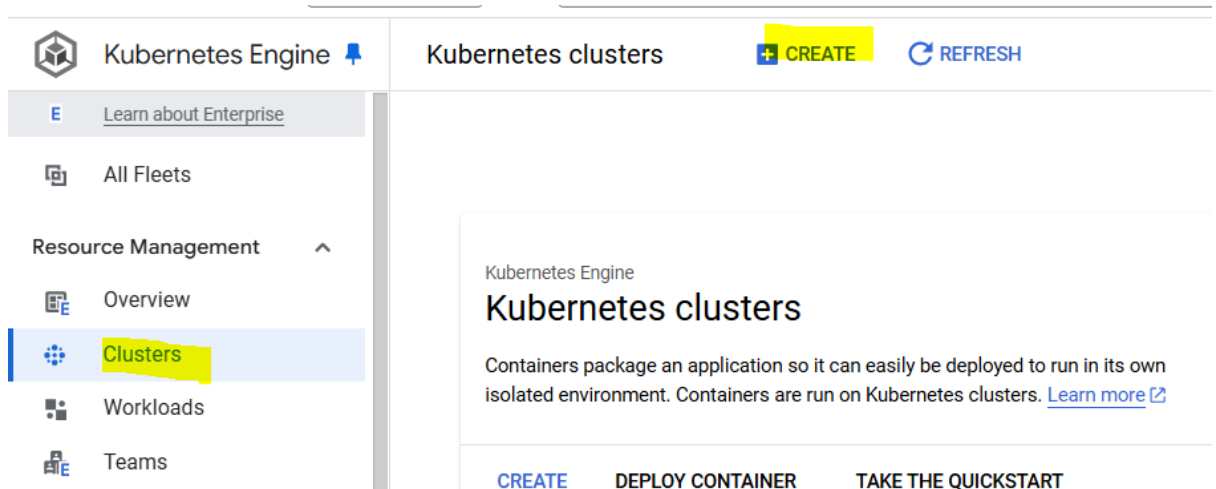 Kubernetes Engine
Kubernetes clusters
CREATE
REFRESH
E
Learn about Enterprise
All Fleets
Resource Management
E
Overview
Clusters
Workloads
E
Teams
Kubernetes Engine
Kubernetes clusters
Containers package an application so it can easily be deployed to run in its own
isolated environment. Containers are run on Kubernetes clusters. Learn more
CREATE
DEPLOY CONTAINER
TAKE THE QUICKSTART